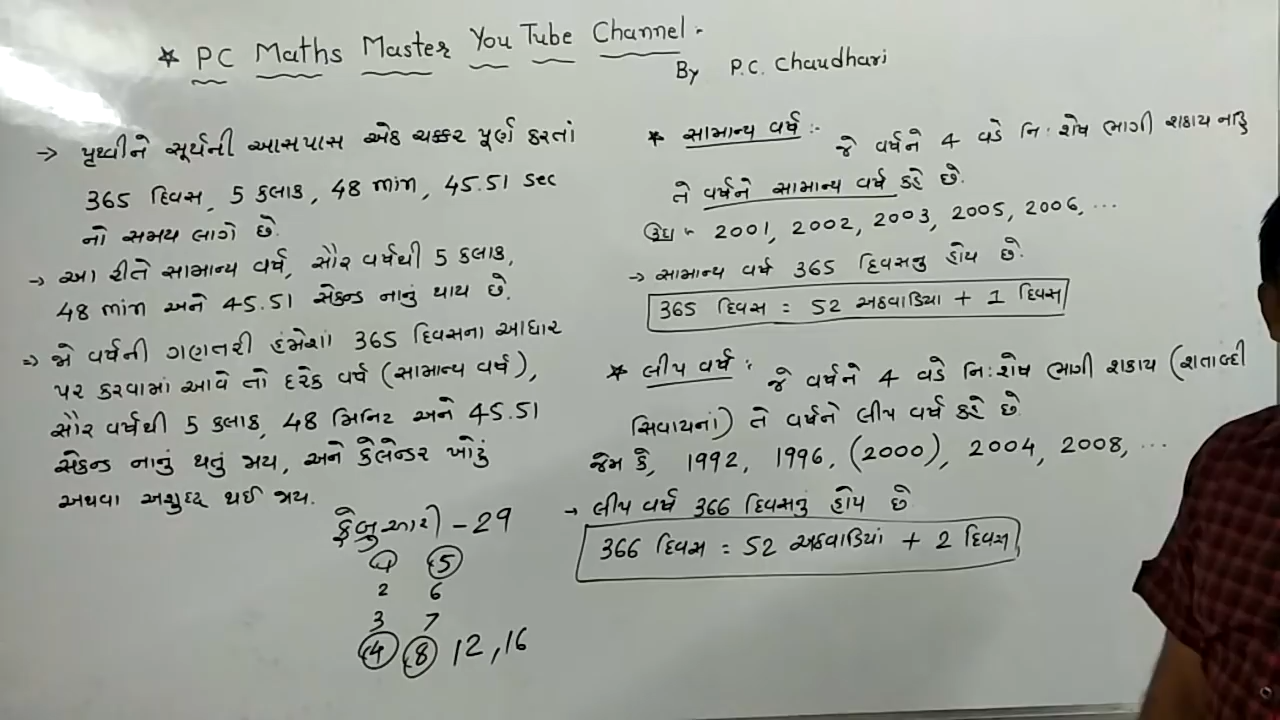 * PC Maths Master YouTube Channel :-
By P.C. Chaudhari
→ પૃથ્વીને સૂર્યની આસપાસ એક ચક્કર પૂર્ણ કરતાં
365 દિવસ, 5 કલાક, 48 min, 45.51 sec
નો સમય લાગે છે.
→ આ રીતે સામાન્ય વર્ષ, સૌર વર્ષથી 5 કલાક,
48 min અને 45.51 સેકન્ડ નાનું થાય છે.
→ જો વર્ષની ગણતરી હંમેશાં 365 દિવસના આધાર
પર કરવામાં આવે તો દરેક વર્ષ (સામાન્ય વર્ષ),
સૌર વર્ષથી 5 કલાક, 48 મિનિટ અને 45.51
સેકન્ડ નાનું થતું જાય, અને કેલેન્ડર ખોટું
અથવા અશુદ્ધ થઈ જાય.
ફેબ્રુઆરી - 29
1 5
2 6
3 7
4 8 12, 16
* સામાન્ય વર્ષ :- જે વર્ષને 4 વડે નિ:શેષ ભાગી શકાય નહિ
તે વર્ષને સામાન્ય વર્ષ કહે છે.
ઉદા :- 2001, 2002, 2003, 2005, 2006, ...
→ સામાન્ય વર્ષ 365 દિવસનુ હોય છે.
365 દિવસ = 52 અઠવાડિયા + 1 દિવસ
* લીપ વર્ષ : જે વર્ષને 4 વડે નિ:શેષ ભાગી શકાય (શતાબ્દી
સિવાયનાં) તે વર્ષને લીપ વર્ષ કહે છે
જેમ કે, 1992, 1996, (2000), 2004, 2008, ...
→ લીપ વર્ષ 366 દિવસનું હોય છે
366 દિવસ = 52 અઠવાડિયાં + 2 દિવસ